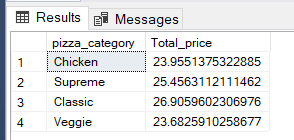 Results Messages
pizza_category Total_price
1 Chicken 23.9551375322885
2 Supreme 25.4563112111462
3 Classic 26.9059602306976
4 Veggie 23.6825910258677